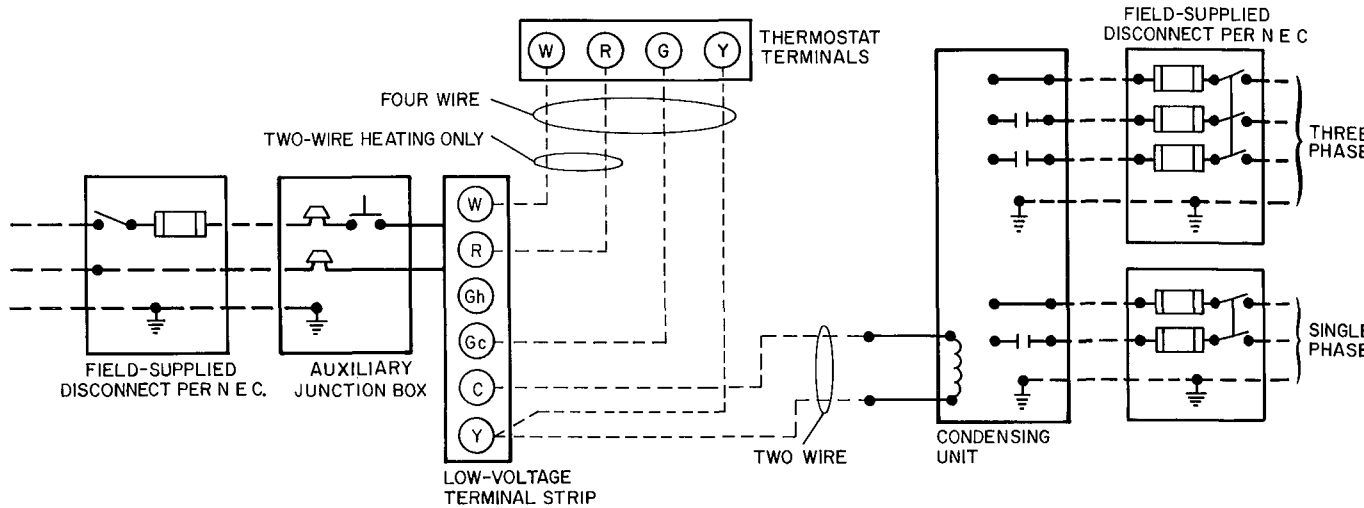 FIELD-SUPPLIED
DISCONNECT PER N E C
THERMOSTAT
TERMINALS
W R G Y
FOUR WIRE
TWO-WIRE HEATING ONLY
THREE
PHASE
W
R
Gh
Gc
C
Y
SINGLE
PHASE
FIELD-SUPPLIED
DISCONNECT PER N E C.
AUXILIARY
JUNCTION BOX
TWO WIRE
CONDENSING
UNIT
LOW-VOLTAGE
TERMINAL STRIP